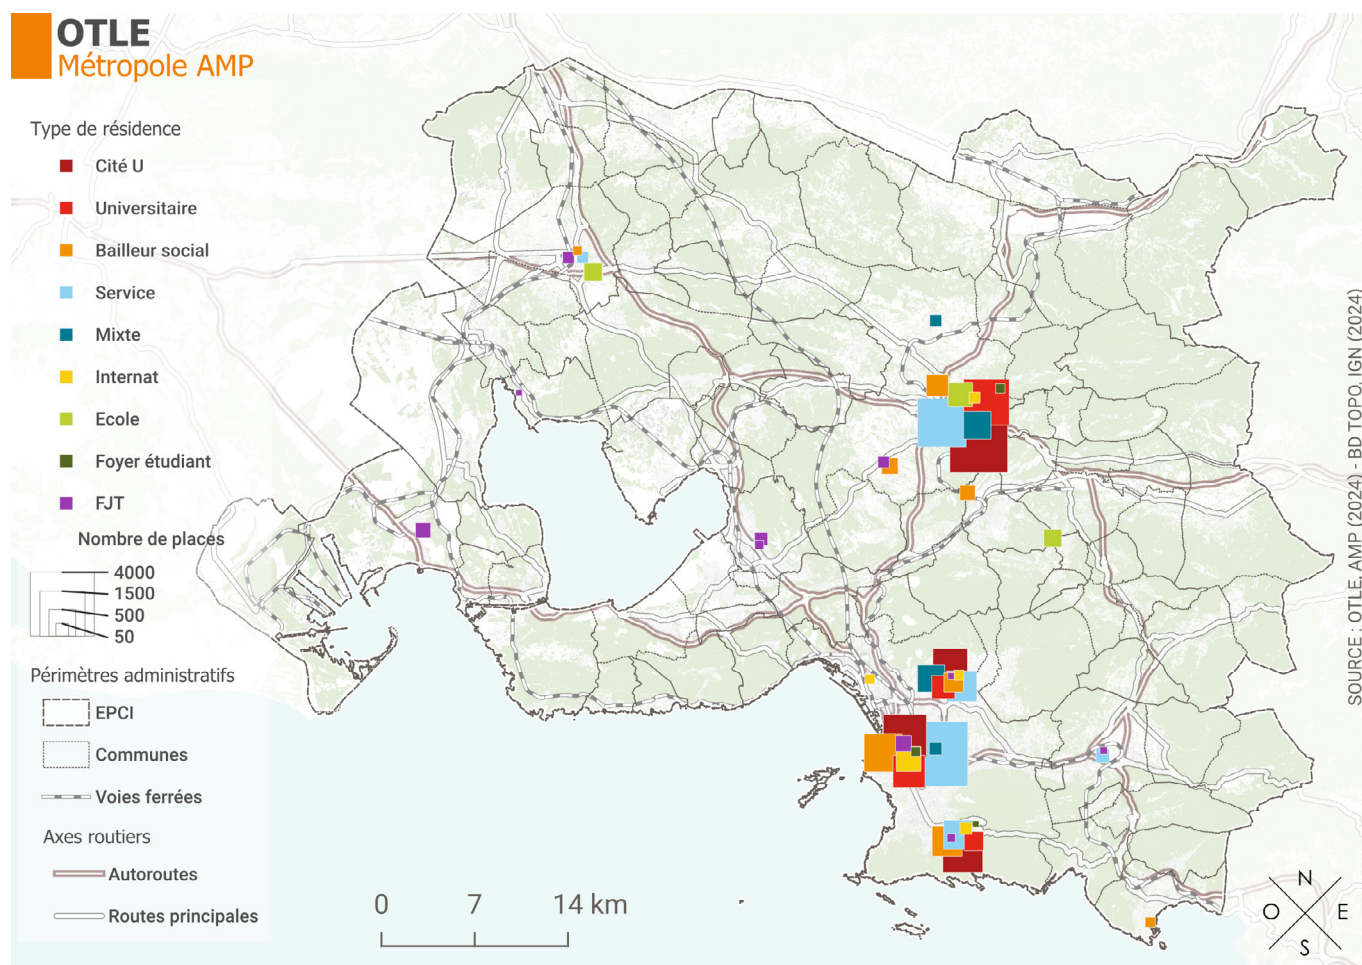 OTLE
Métropole AMP
Type de résidence
Cité U
Universitaire
Bailleur social
Service
Mixte
Internat
Ecole
Foyer étudiant
FJT
Nombre de places
4000
1500
500
50
Périmètres administratifs
EPCI
Communes
Voies ferrées
Axes routiers
Autoroutes
Routes principales
0 7 14 km
N
O E
S
SOURCE : OTLE AMP (2024) - BD TOPO. IGN (2024)